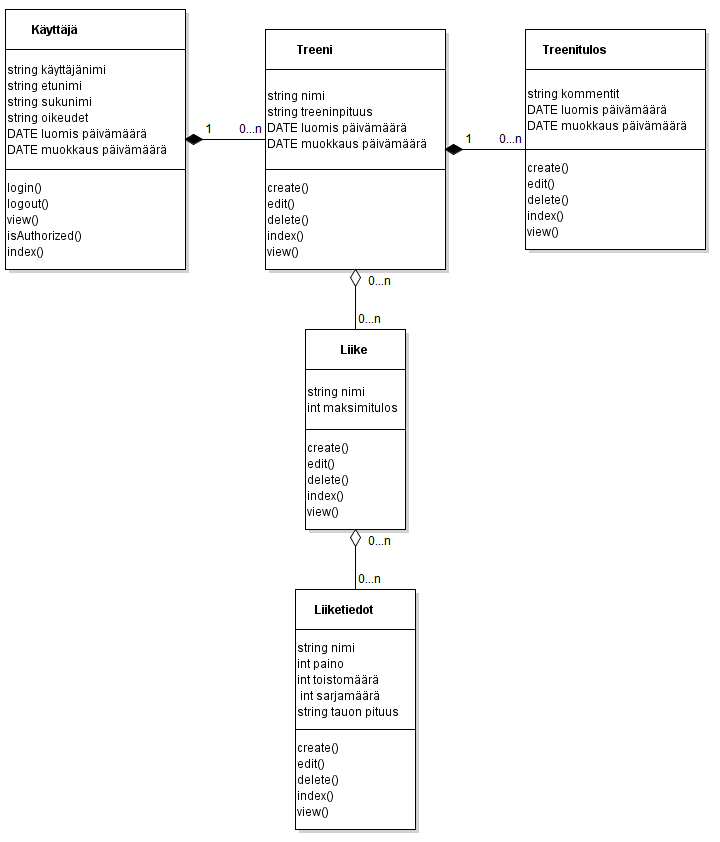 Käyttäjä
string käyttäjänimi
string etunimi
string sukunimi
string oikeudet
DATE luomis päivämäärä
DATE muokkaus päivämäärä
login()
logout()
view()
isAuthorized()
index()
1
0...n
Treeni
string nimi
string treeninpituus
DATE luomis päivämäärä
DATE muokkaus päivämäärä
create()
edit()
delete()
index()
view()
1
0...n
Treenitulos
string kommentit
DATE luomis päivämäärä
DATE muokkaus päivämäärä
create()
edit()
delete()
index()
view()
0...n
0...n
Liike
string nimi
int maksimitulos
create()
edit()
delete()
index()
view()
0...n
0...n
Liiketiedot
string nimi
int paino
int toistomäärä
int sarjamäärä
string tauon pituus
create()
edit()
delete()
index()
view()